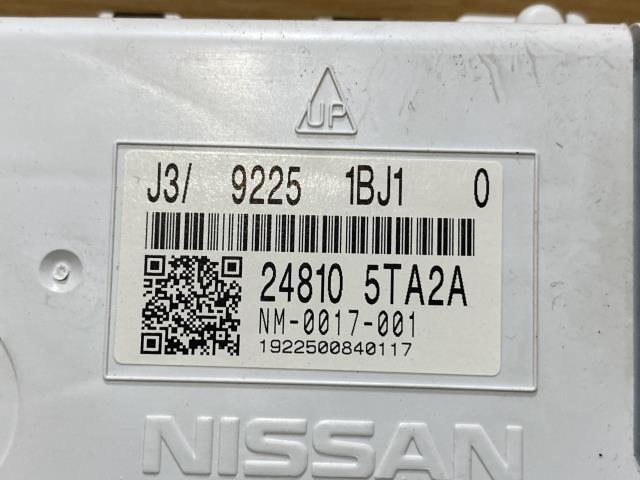 UP
J3/ 9225 1BJ1 0
24810 5TA2A
NM-0017-001
1922500840117
NISSAN